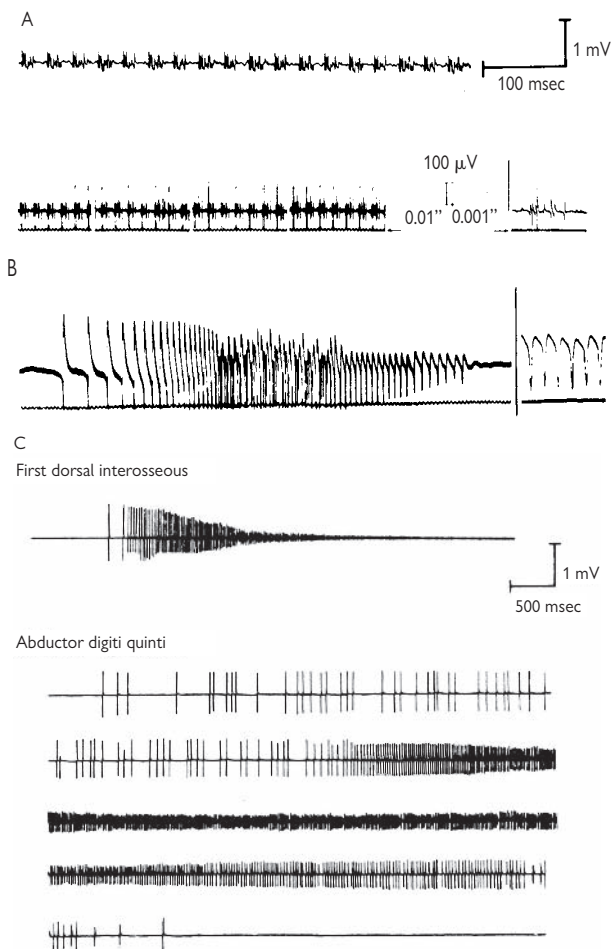 A
1 mV
100 msec
100 μV
0.01" 0.001"
B
C
First dorsal interosseous
1 mV
500 msec
Abductor digiti quinti